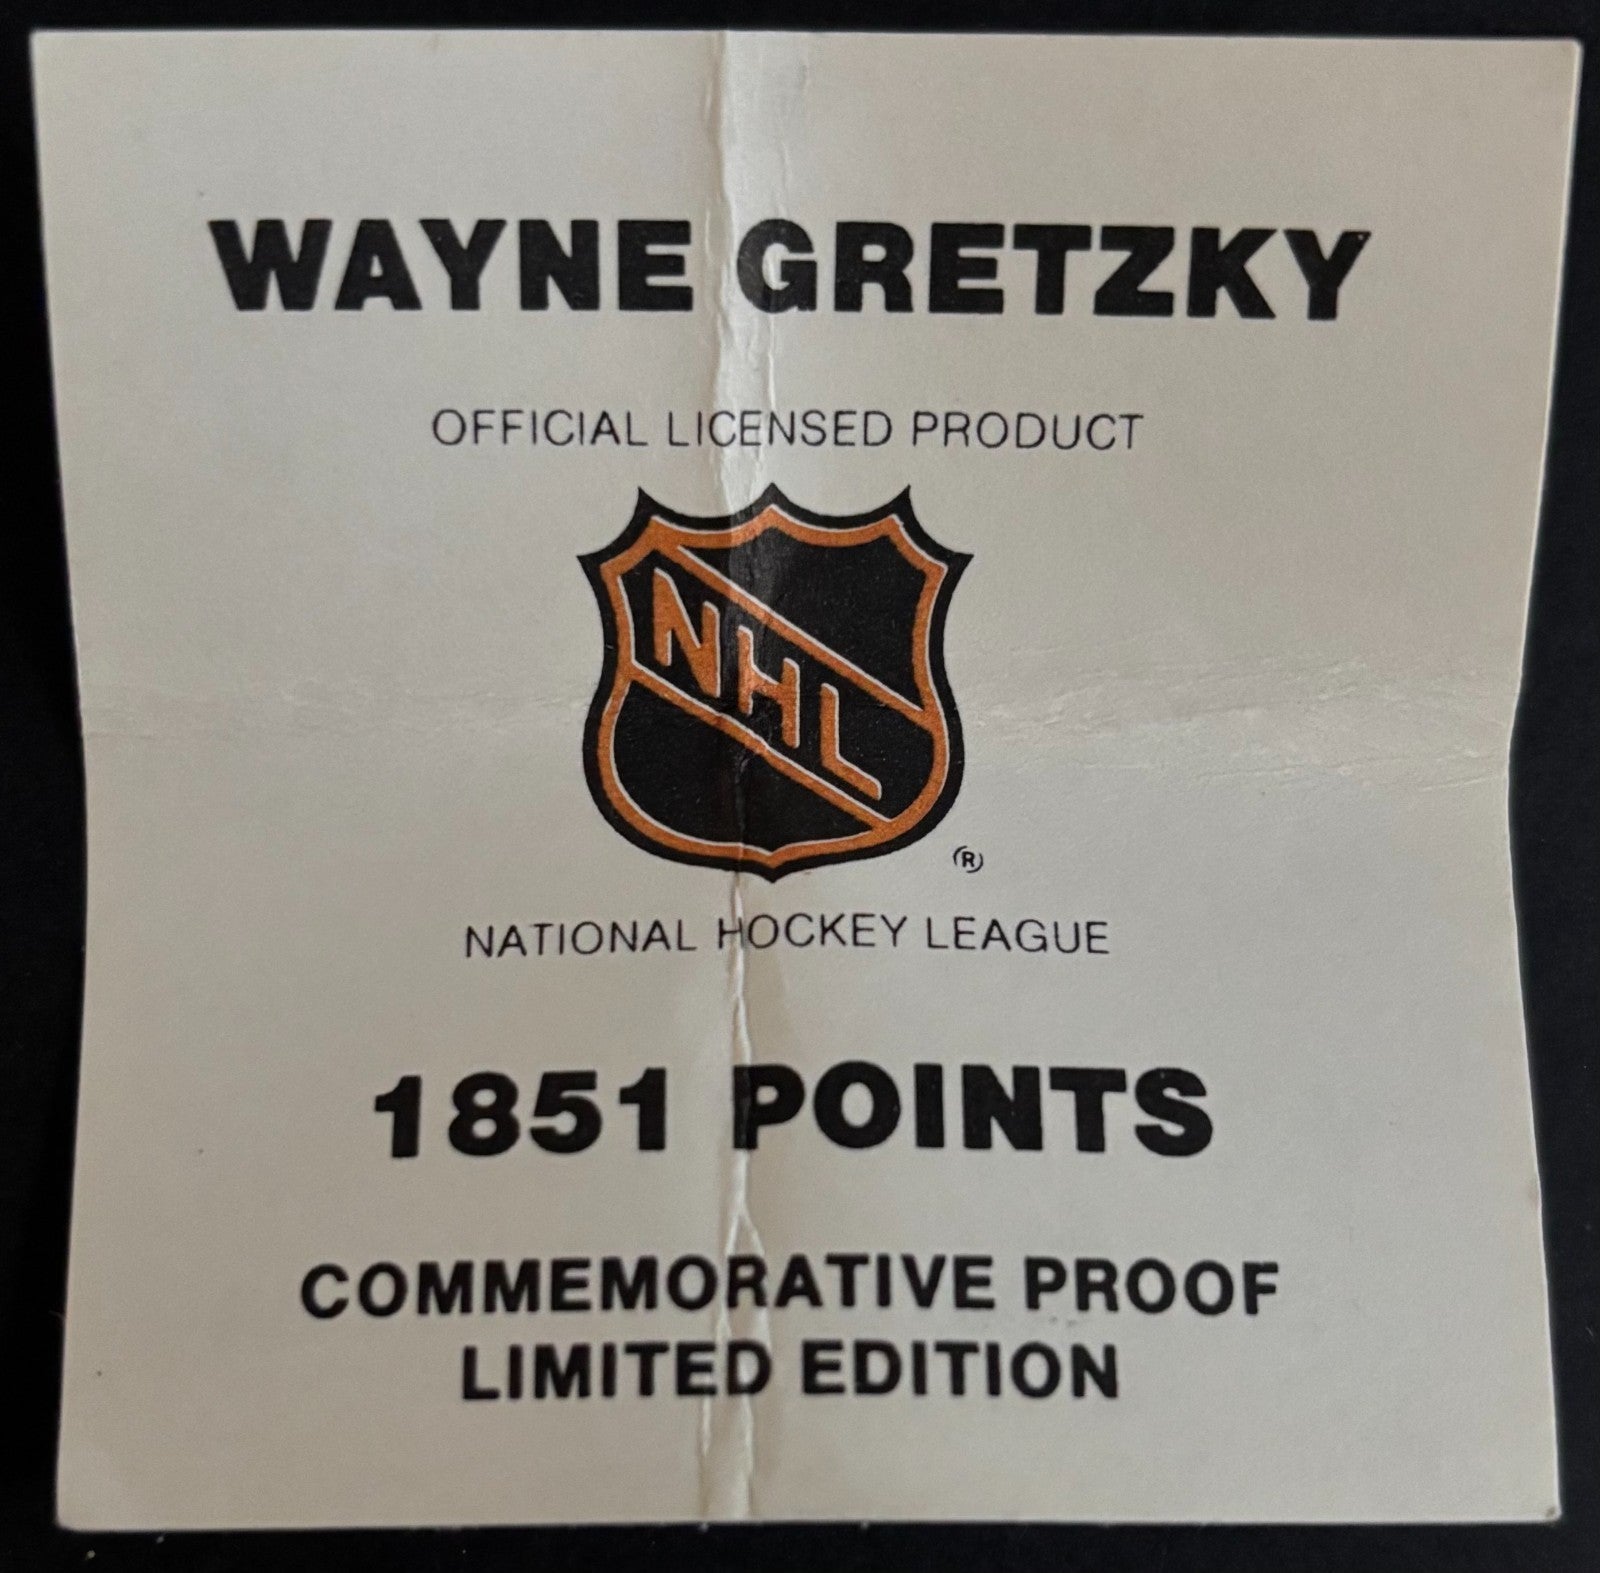 WAYNE GRETZKY
OFFICIAL LICENSED PRODUCT
NHL
®
NATIONAL HOCKEY LEAGUE
1851 POINTS
COMMEMORATIVE PROOF
LIMITED EDITION